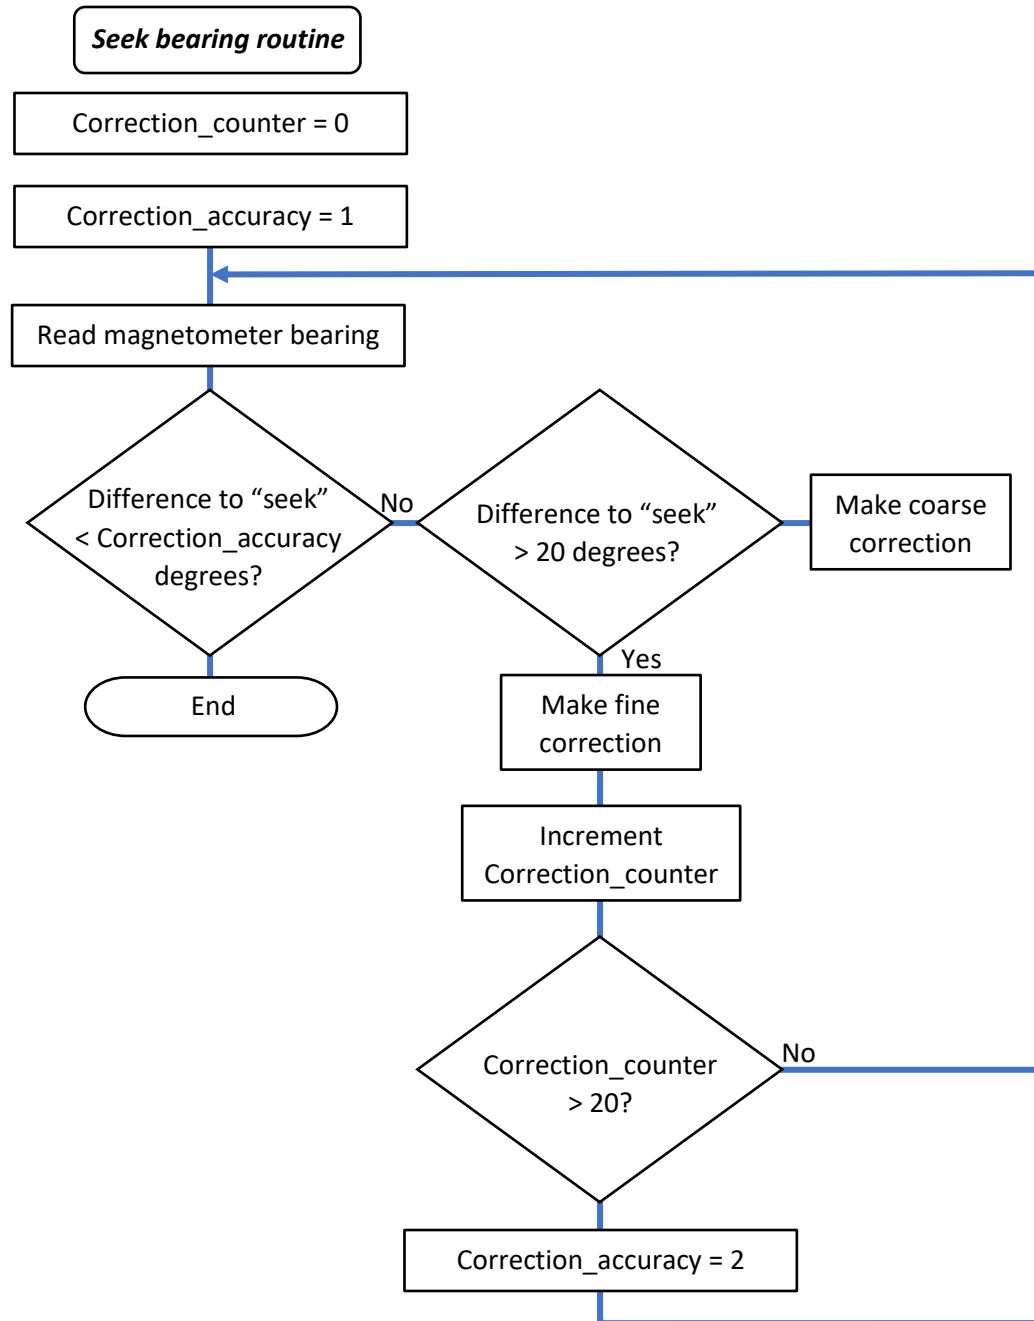 Seek bearing routine
Correction_counter = 0
Correction_accuracy = 1
Read magnetometer bearing
Difference to “seek”
< Correction_accuracy
degrees?
No
Difference to “seek”
> 20 degrees?
Make coarse
correction
Yes
End
Make fine
correction
Increment
Correction_counter
Correction_counter
> 20?
No
Correction_accuracy = 2